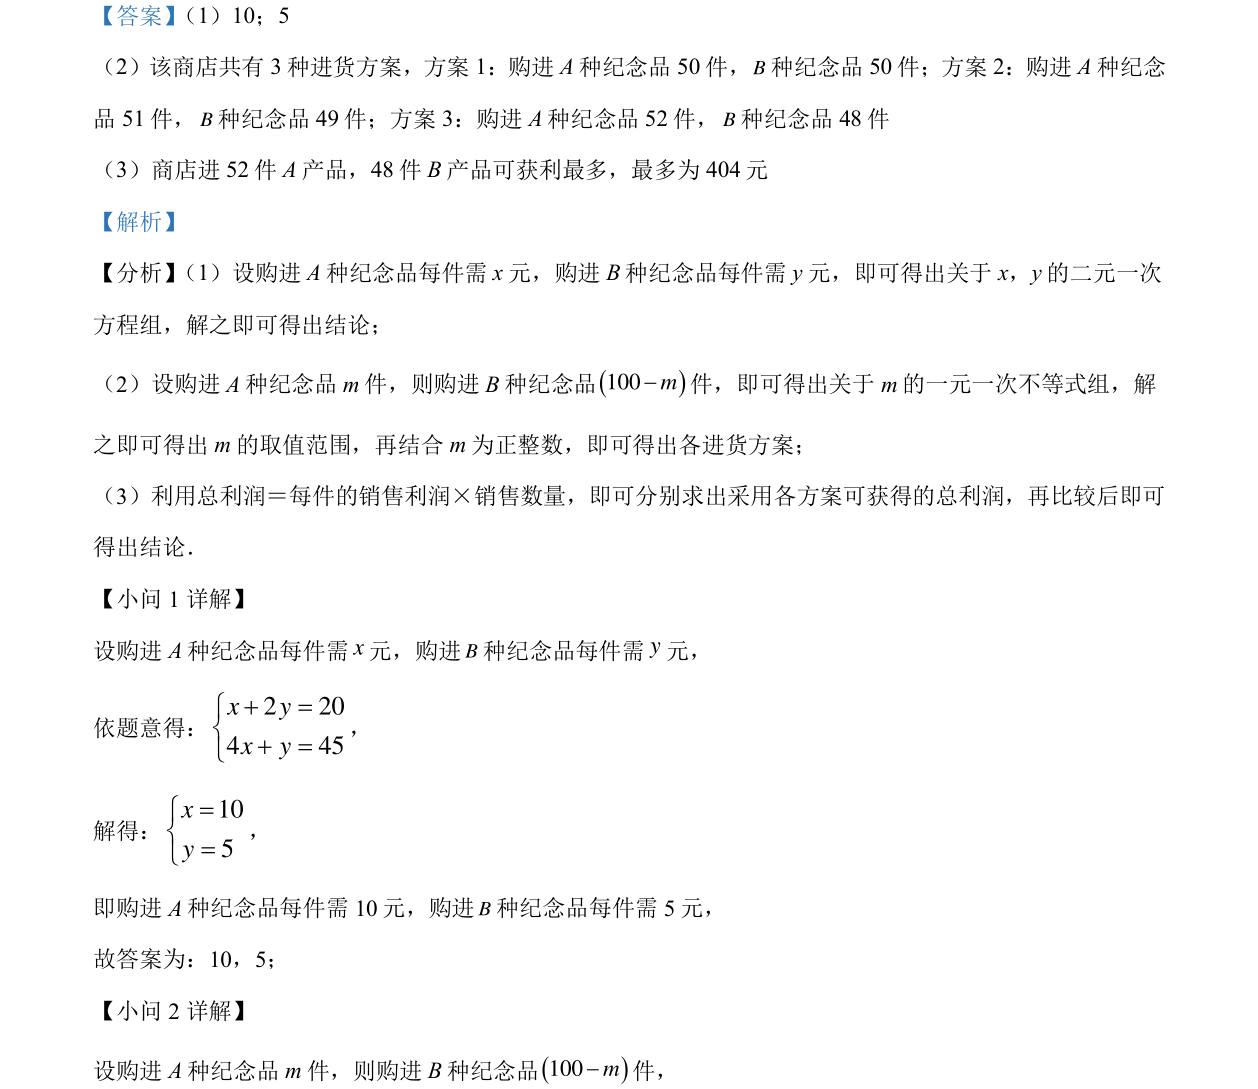 【答案】（1）10；5
（2）该商店共有 3 种进货方案，方案 1：购进 A 种纪念品 50 件，B 种纪念品 50 件；方案 2：购进 A 种纪念
品 51 件，B 种纪念品 49 件；方案 3：购进 A 种纪念品 52 件，B 种纪念品 48 件
（3）商店进 52 件 A 产品，48 件 B 产品可获利最多，最多为 404 元
【解析】
【分析】（1）设购进 A 种纪念品每件需 x 元，购进 B 种纪念品每件需 y 元，即可得出关于 x，y 的二元一次
方程组，解之即可得出结论；
（2）设购进 A 种纪念品 m 件，则购进 B 种纪念品(100−m)件，即可得出关于 m 的一元一次不等式组，解
之即可得出 m 的取值范围，再结合 m 为正整数，即可得出各进货方案；
（3）利用总利润＝每件的销售利润×销售数量，即可分别求出采用各方案可获得的总利润，再比较后即可
得出结论．
【小问 1 详解】
设购进 A 种纪念品每件需 x 元，购进 B 种纪念品每件需 y 元，
依题意得：{x+2y=20
4x+y=45，
解得：{x=10
y=5，
即购进 A 种纪念品每件需 10 元，购进 B 种纪念品每件需 5 元，
故答案为：10，5；
【小问 2 详解】
设购进 A 种纪念品 m 件，则购进 B 种纪念品(100−m)件，